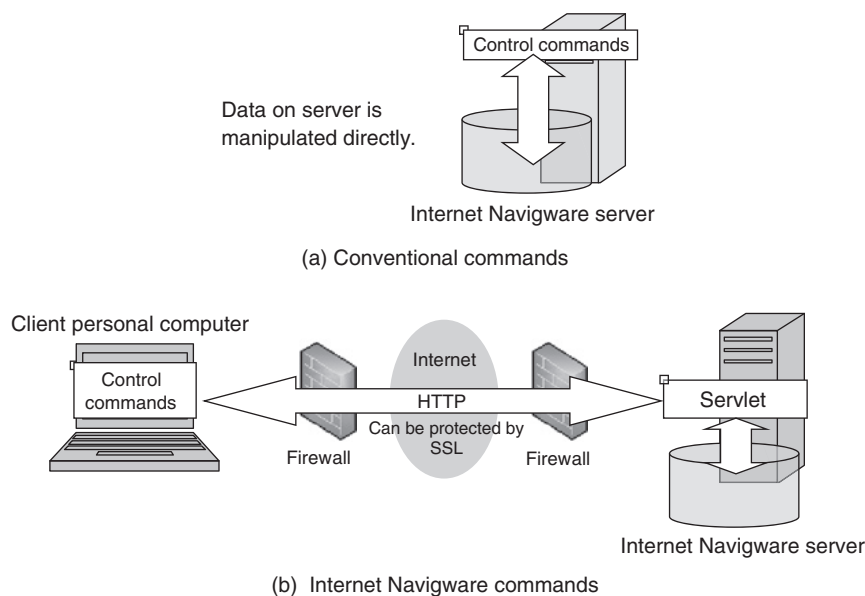 Control commands
Data on server is
manipulated directly.
Internet Navigware server
(a) Conventional commands
Client personal computer
Control
commands
Internet
HTTP
Can be protected by
SSL
Firewall
Firewall
Servlet
Internet Navigware server
(b) Internet Navigware commands